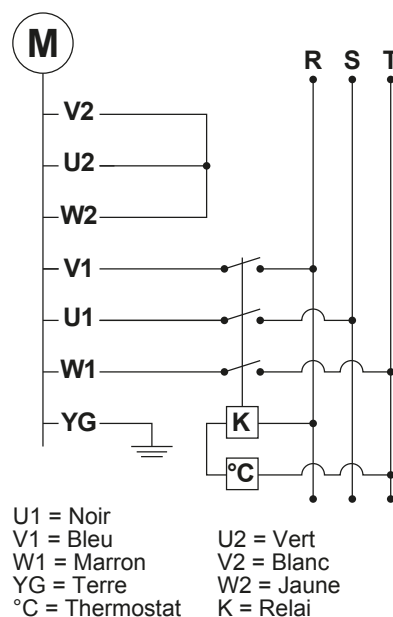 M
R S T
V2
U2
W2
V1
U1
W1
YG
K
°C
U1 = Noir
V1 = Bleu
W1 = Marron
YG = Terre
°C = Thermostat
U2 = Vert
V2 = Blanc
W2 = Jaune
K = Relai